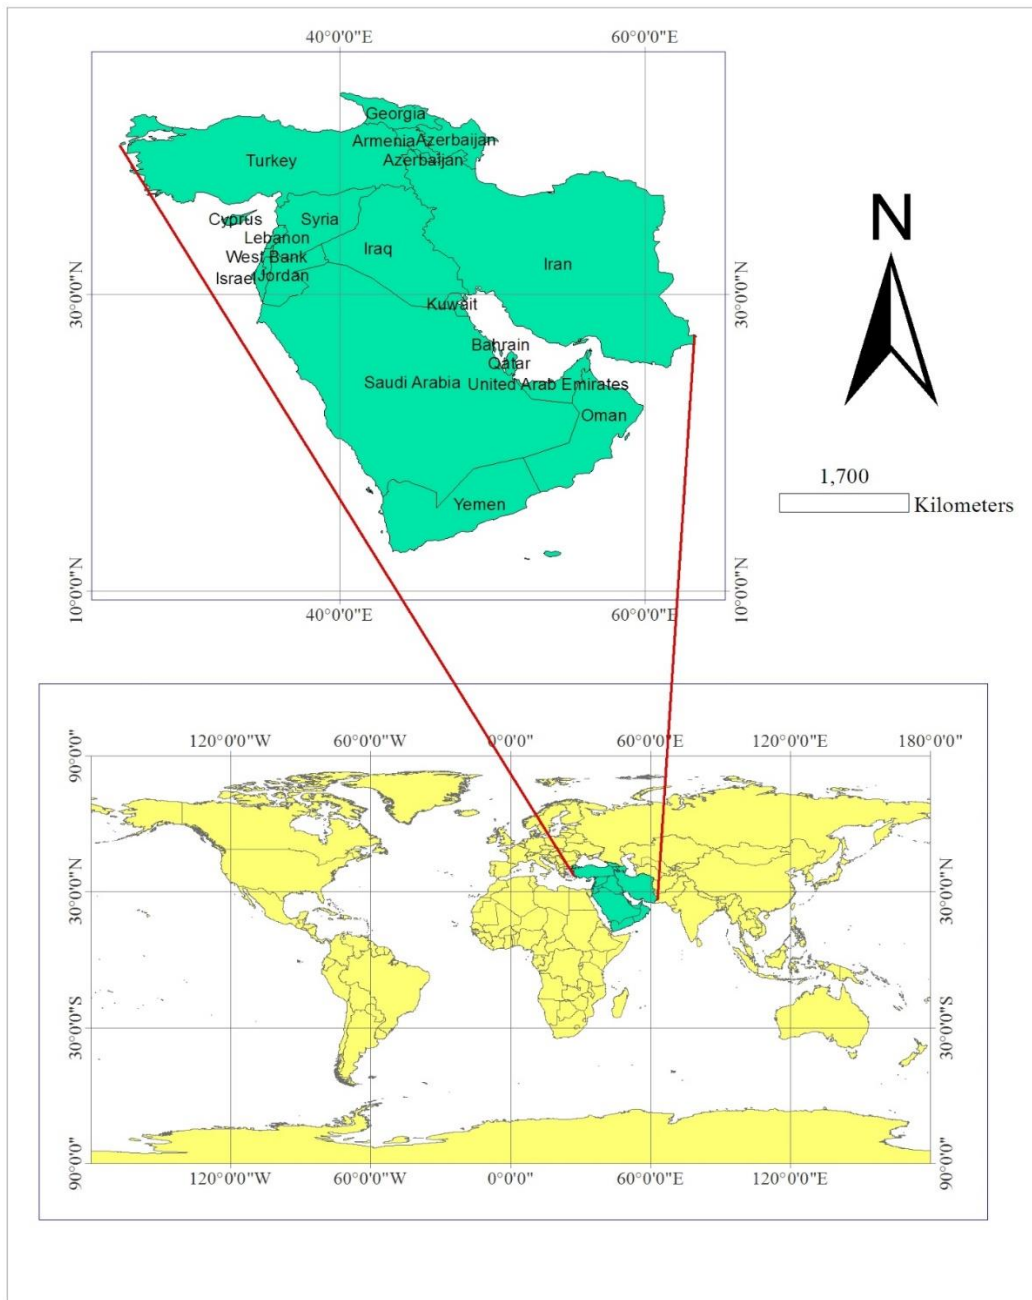 40°0'0"E 60°0'0"E
Georgia
Armenia Azerbaijan
Azerbaijan
Turkey
N
Cyprus Syria
Lebanon
Iraq
West Bank
Iran
Israel Jordan
30°0'0"N 30°0'0"N
Kuwait
Bahrain
Qatar
Saudi Arabia United Arab Emirates
Oman
1,700
Kilometers
Yemen
10°0'0"N 10°0'0"N
40°0'0"E 60°0'0"E
120°0'0"W 60°0'0"W 0°0'0" 60°0'0"E 120°0'0"E 180°0'0"
90°0'0" 90°0'0"
30°0'0"N 30°0'0"N
30°0'0"S 30°0'0"S
90°0'0" 90°0'0"
120°0'0"W 60°0'0"W 0°0'0" 60°0'0"E 120°0'0"E